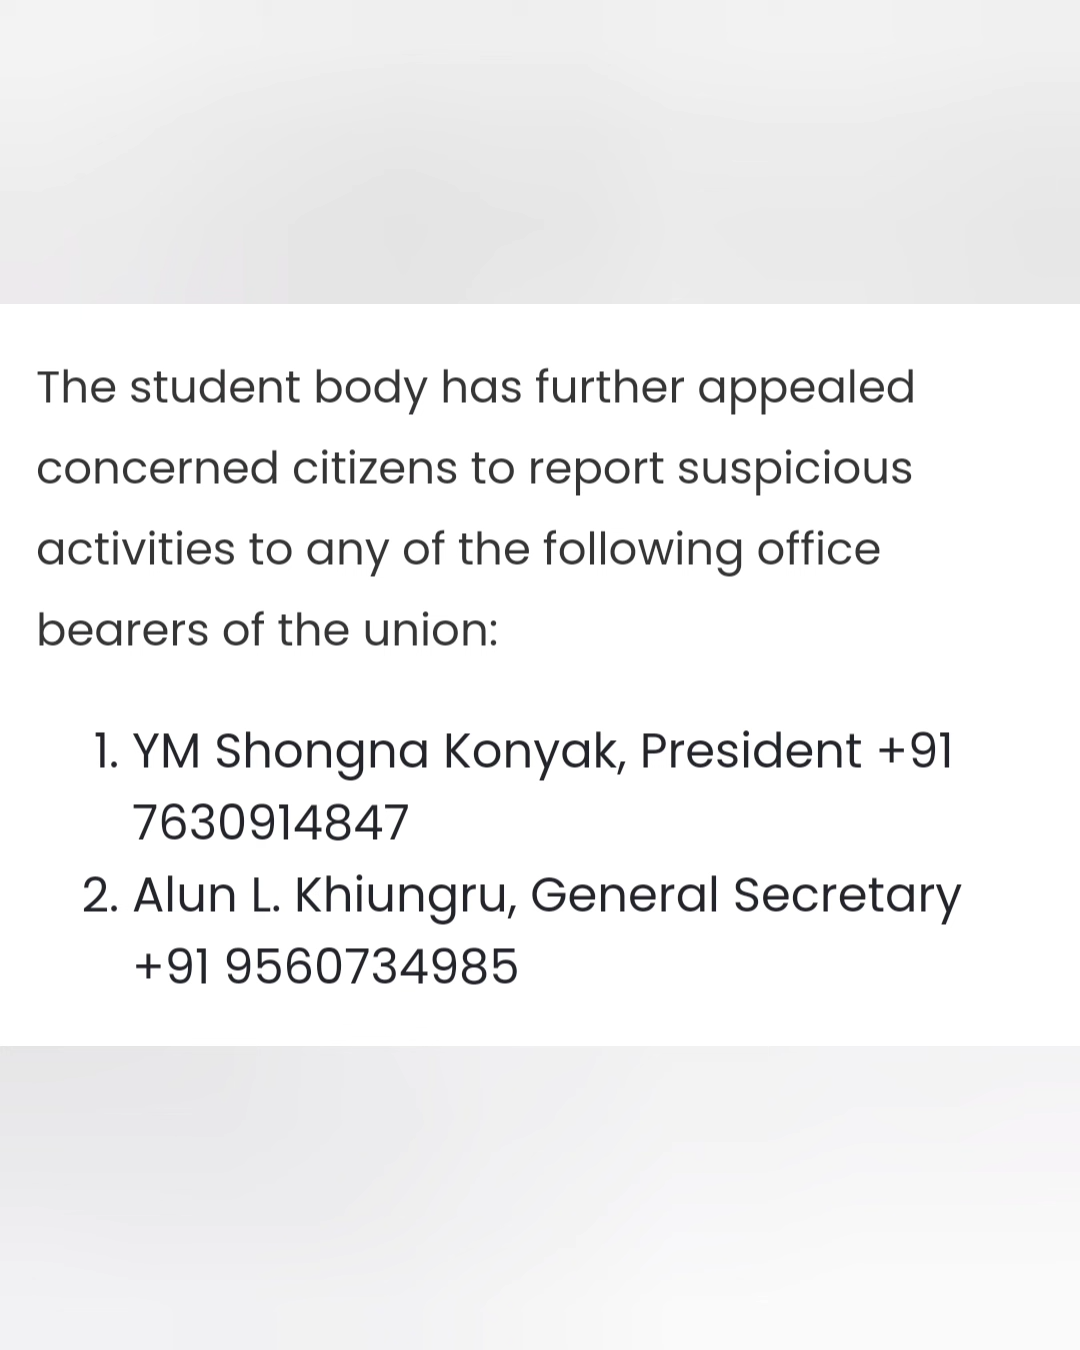 The student body has further appealed
concerned citizens to report suspicious
activities to any of the following office
bearers of the union:
1. YM Shongna Konyak, President +91
7630914847
2. Alun L. Khiungru, General Secretary
+91 9560734985